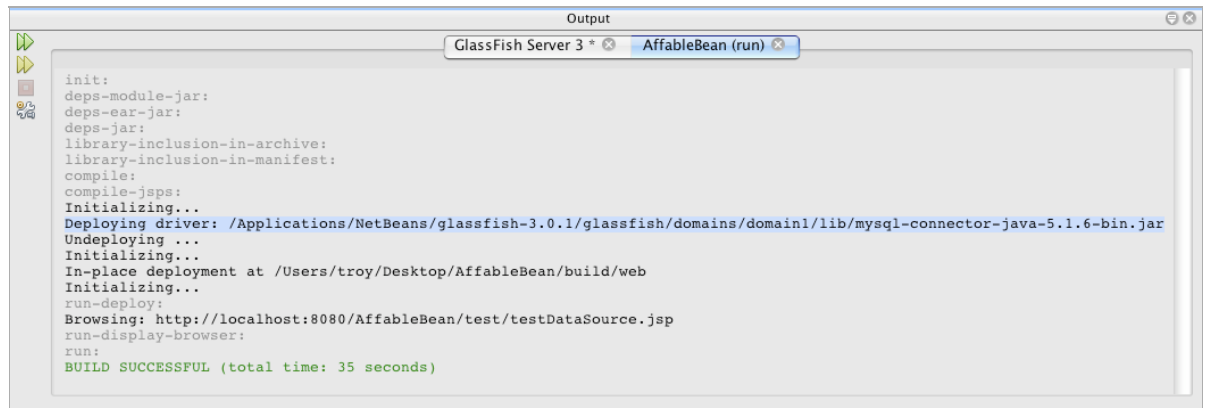 Output
GlassFish Server 3 * AffableBean (run)
init:
deps-module-jar:
deps-ear-jar:
deps-jar:
library-inclusion-in-archive:
library-inclusion-in-manifest:
compile:
compile-jsps:
Initializing...
Deploying driver: /Applications/NetBeans/glassfish-3.0.1/glassfish/domains/domain1/lib/mysql-connector-java-5.1.6-bin.jar
Undeploying ...
Initializing...
In-place deployment at /Users/troy/Desktop/AffableBean/build/web
Initializing...
run-deploy:
Browsing: http://localhost:8080/AffableBean/test/testDataSource.jsp
run-display-browser:
run:
BUILD SUCCESSFUL (total time: 35 seconds)